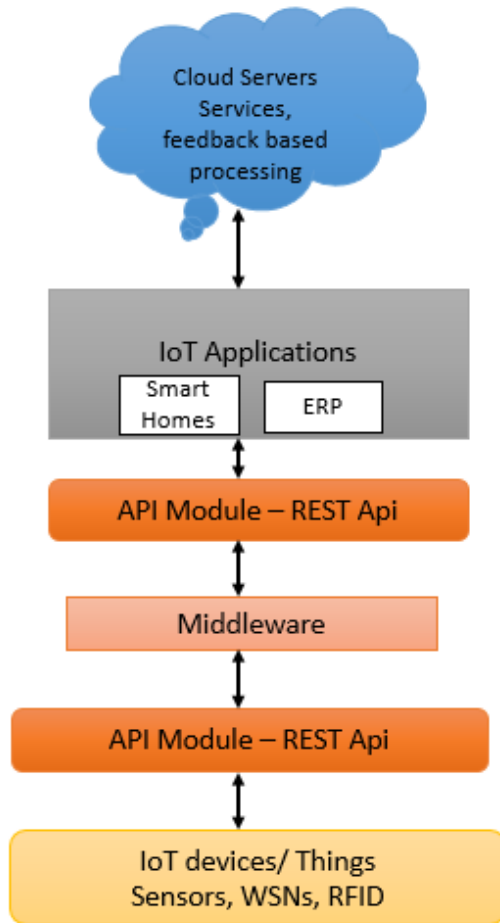 Cloud Servers
Services,
feedback based
processing
IoT Applications
Smart
Homes
ERP
API Module – REST Api
Middleware
API Module – REST Api
IoT devices/ Things
Sensors, WSNs, RFID